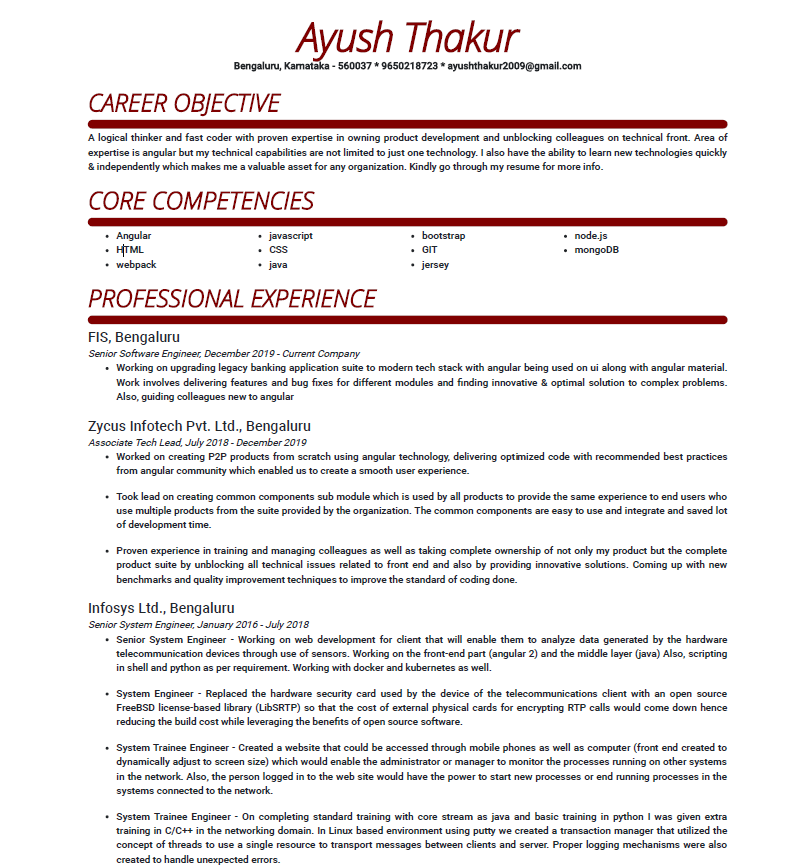 Ayush Thakur
Bengaluru, Karnataka - 560037 * 9650218723 * ayushthakur2009@gmail.com
CAREER OBJECTIVE
A logical thinker and fast coder with proven expertise in owning product development and unblocking colleagues on technical front. Area of
expertise is angular but my technical capabilities are not limited to just one technology. I also have the ability to learn new technologies quickly
& independently which makes me a valuable asset for any organization. Kindly go through my resume for more info.
CORE COMPETENCIES
• Angular • javascript • bootstrap • node.js
• HTML • CSS • GIT • mongoDB
• webpack • java • jersey
PROFESSIONAL EXPERIENCE
FIS, Bengaluru
Senior Software Engineer, December 2019 - Current Company
• Working on upgrading legacy banking application suite to modern tech stack with angular being used on ui along with angular material.
Work involves delivering features and bug fixes for different modules and finding innovative & optimal solution to complex problems.
Also, guiding colleagues new to angular
Zycus Infotech Pvt. Ltd., Bengaluru
Associate Tech Lead, July 2018 - December 2019
• Worked on creating P2P products from scratch using angular technology, delivering optimized code with recommended best practices
from angular community which enabled us to create a smooth user experience.
• Took lead on creating common components sub module which is used by all products to provide the same experience to end users who
use multiple products from the suite provided by the organization. The common components are easy to use and integrate and saved lot
of development time.
• Proven experience in training and managing colleagues as well as taking complete ownership of not only my product but the complete
product suite by unblocking all technical issues related to front end and also by providing innovative solutions. Coming up with new
benchmarks and quality improvement techniques to improve the standard of coding done.
Infosys Ltd., Bengaluru
Senior System Engineer, January 2016 - July 2018
• Senior System Engineer - Working on web development for client that will enable them to analyze data generated by the hardware
telecommunication devices through use of sensors. Working on the front-end part (angular 2) and the middle layer (java) Also, scripting
in shell and python as per requirement. Working with docker and kubernetes as well.
• System Engineer - Replaced the hardware security card used by the device of the telecommunications client with an open source
FreeBSD license-based library (LibSRTP) so that the cost of external physical cards for encrypting RTP calls would come down hence
reducing the build cost while leveraging the benefits of open source software.
• System Trainee Engineer - Created a website that could be accessed through mobile phones as well as computer (front end created to
dynamically adjust to screen size) which would enable the administrator or manager to monitor the processes running on other systems
in the network. Also, the person logged in to the web site would have the power to start new processes or end running processes in the
systems connected to the network.
• System Trainee Engineer - On completing standard training with core stream as java and basic training in python I was given extra
training in C/C++ in the networking domain. In Linux based environment using putty we created a transaction manager that utilized the
concept of threads to use a single resource to transport messages between clients and server. Proper logging mechanisms were also
created to handle unexpected errors.